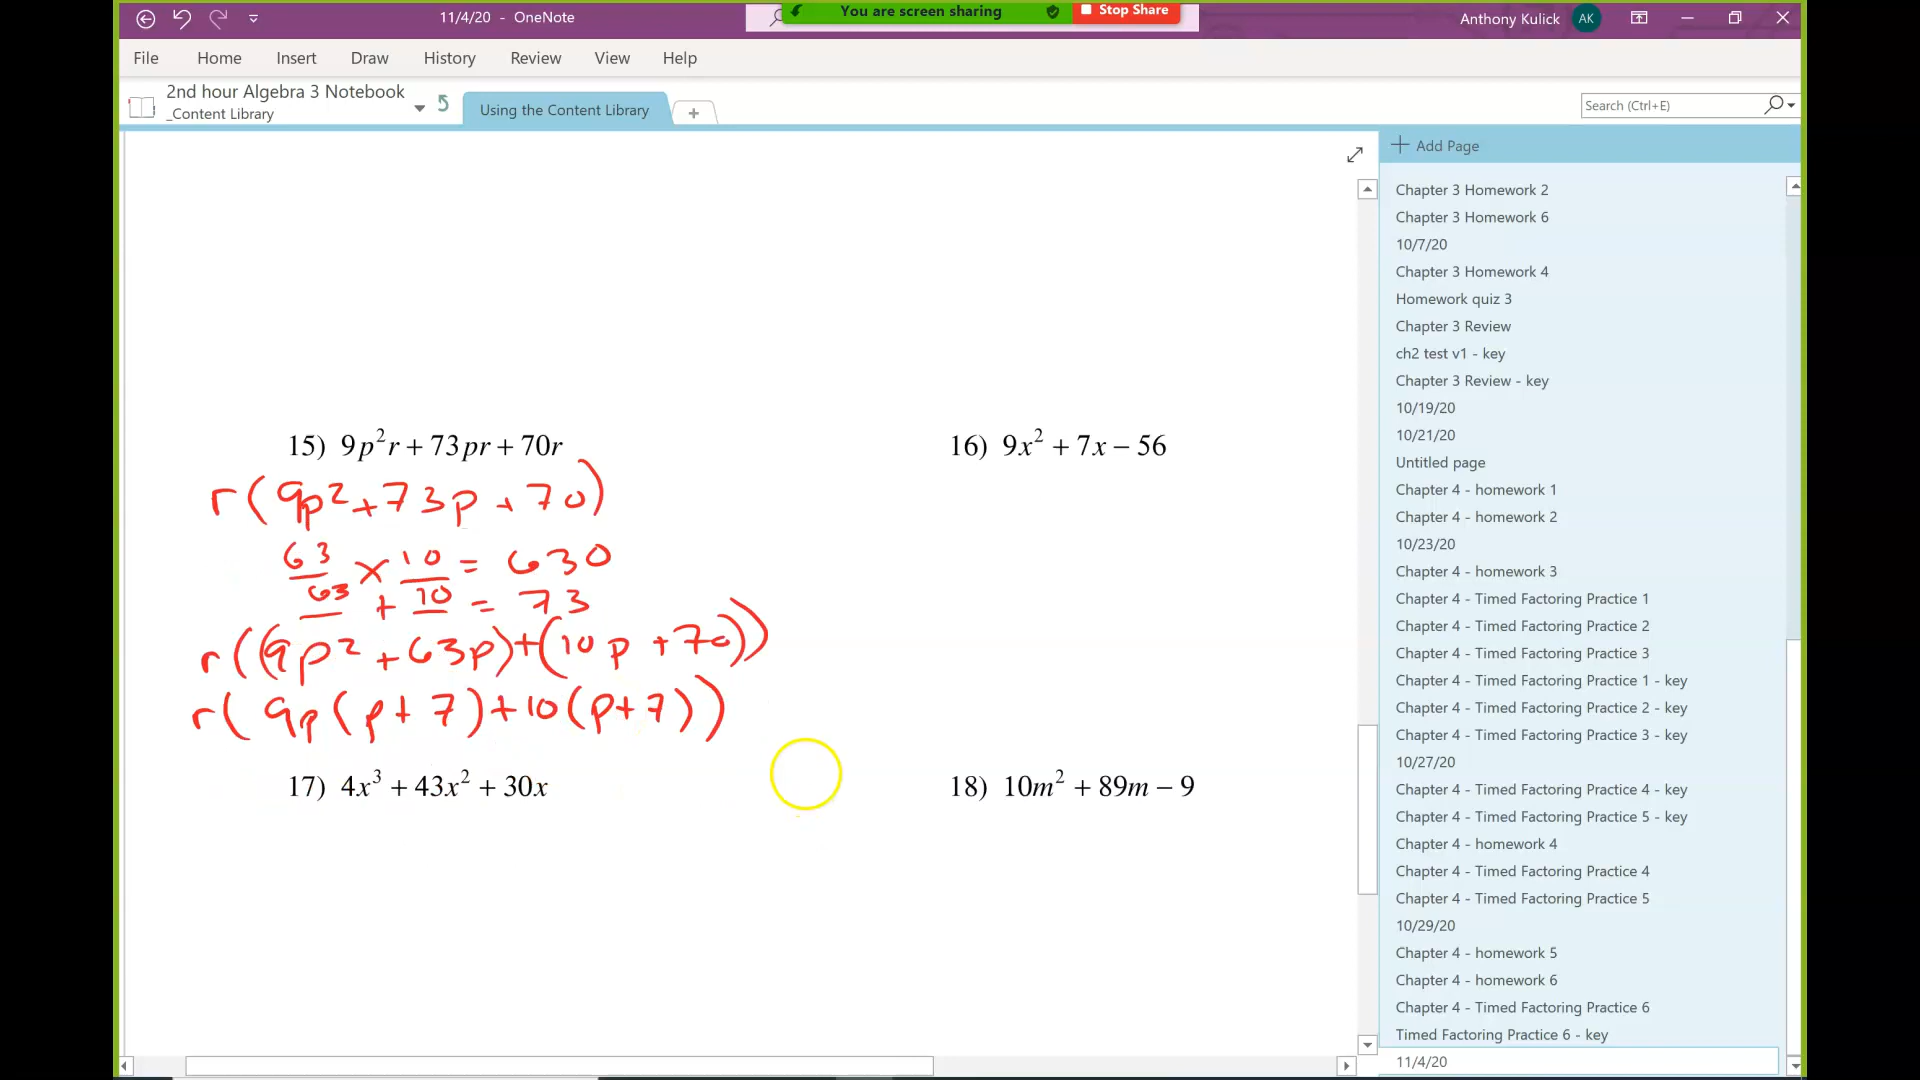 11/4/20 - OneNote
You are screen sharing
Stop Share
Anthony Kulick
AK
File Home Insert Draw History Review View Help
2nd hour Algebra 3 Notebook
_Content Library
Using the Content Library
Search (Ctrl+E)
15) 9p²r + 73pr + 70r
r(9p²+73p+70)
63 × 10 = 630
63 + 10 = 73
r((9p²+63p)+(10p+70))
r(9p(p+7)+10(p+7))
16) 9x² + 7x − 56
17) 4x³ + 43x² + 30x
18) 10m² + 89m − 9
Add Page
Chapter 3 Homework 2
Chapter 3 Homework 6
10/7/20
Chapter 3 Homework 4
Homework quiz 3
Chapter 3 Review
ch2 test v1 - key
Chapter 3 Review - key
10/19/20
10/21/20
Untitled page
Chapter 4 - homework 1
Chapter 4 - homework 2
10/23/20
Chapter 4 - homework 3
Chapter 4 - Timed Factoring Practice 1
Chapter 4 - Timed Factoring Practice 2
Chapter 4 - Timed Factoring Practice 3
Chapter 4 - Timed Factoring Practice 1 - key
Chapter 4 - Timed Factoring Practice 2 - key
Chapter 4 - Timed Factoring Practice 3 - key
10/27/20
Chapter 4 - Timed Factoring Practice 4 - key
Chapter 4 - Timed Factoring Practice 5 - key
Chapter 4 - homework 4
Chapter 4 - Timed Factoring Practice 4
Chapter 4 - Timed Factoring Practice 5
10/29/20
Chapter 4 - homework 5
Chapter 4 - homework 6
Chapter 4 - Timed Factoring Practice 6
Timed Factoring Practice 6 - key
11/4/20